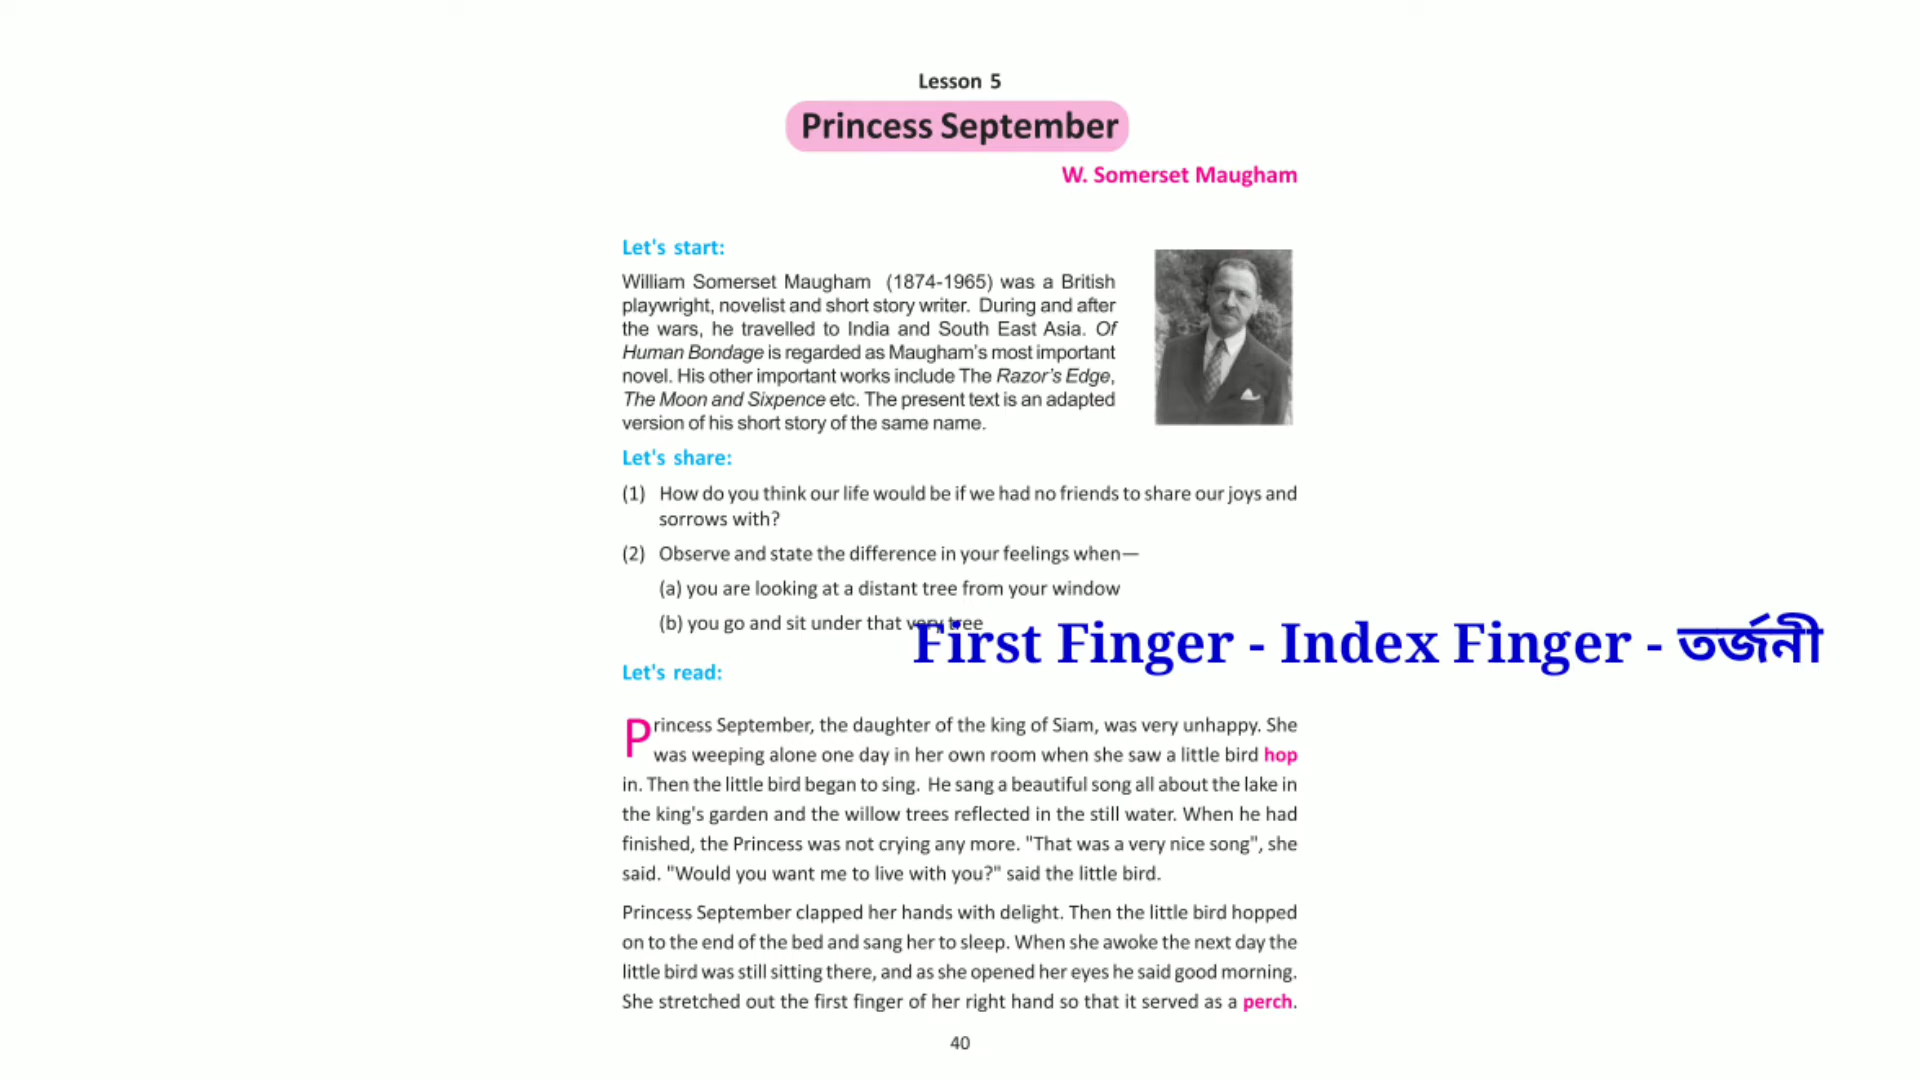 Lesson 5
Princess September
W. Somerset Maugham
Let's start:
William Somerset Maugham (1874-1965) was a British
playwright, novelist and short story writer. During and after
the wars, he travelled to India and South East Asia. Of
Human Bondage is regarded as Maugham's most important
novel. His other important works include The Razor's Edge,
The Moon and Sixpence etc. The present text is an adapted
version of his short story of the same name.
Let's share:
(1) How do you think our life would be if we had no friends to share our joys and
sorrows with?
(2) Observe and state the difference in your feelings when—
(a) you are looking at a distant tree from your window
(b) you go and sit under that very tree
First Finger - Index Finger - তর্জনী
Let's read:
Princess September, the daughter of the king of Siam, was very unhappy. She
was weeping alone one day in her own room when she saw a little bird hop
in. Then the little bird began to sing. He sang a beautiful song all about the lake in
the king's garden and the willow trees reflected in the still water. When he had
finished, the Princess was not crying any more. "That was a very nice song", she
said. "Would you want me to live with you?" said the little bird.
Princess September clapped her hands with delight. Then the little bird hopped
on to the end of the bed and sang her to sleep. When she awoke the next day the
little bird was still sitting there, and as she opened her eyes he said good morning.
She stretched out the first finger of her right hand so that it served as a perch.
40